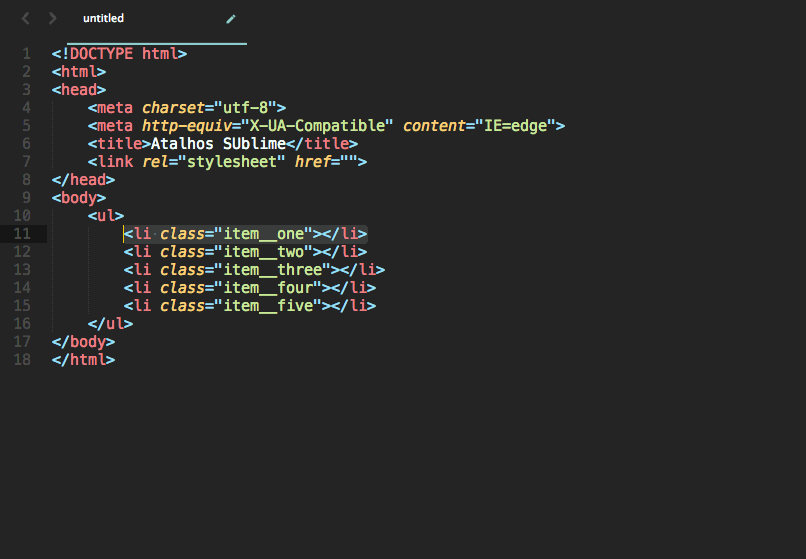 untitled
1 <!DOCTYPE html>
2 <html>
3 <head>
4     <meta charset="utf-8">
5     <meta http-equiv="X-UA-Compatible" content="IE=edge">
6     <title>Atalhos SUblime</title>
7     <link rel="stylesheet" href="">
8 </head>
9 <body>
10     <ul>
11         <li class="item__one"></li>
12         <li class="item__two"></li>
13         <li class="item__three"></li>
14         <li class="item__four"></li>
15         <li class="item__five"></li>
16     </ul>
17 </body>
18 </html>